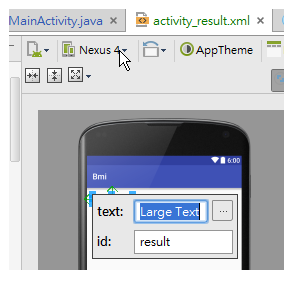 MainActivity.java × activity_result.xml ×
Nexus 4 AppTheme
6:00
Bmi
text: Large Text ...
id: result